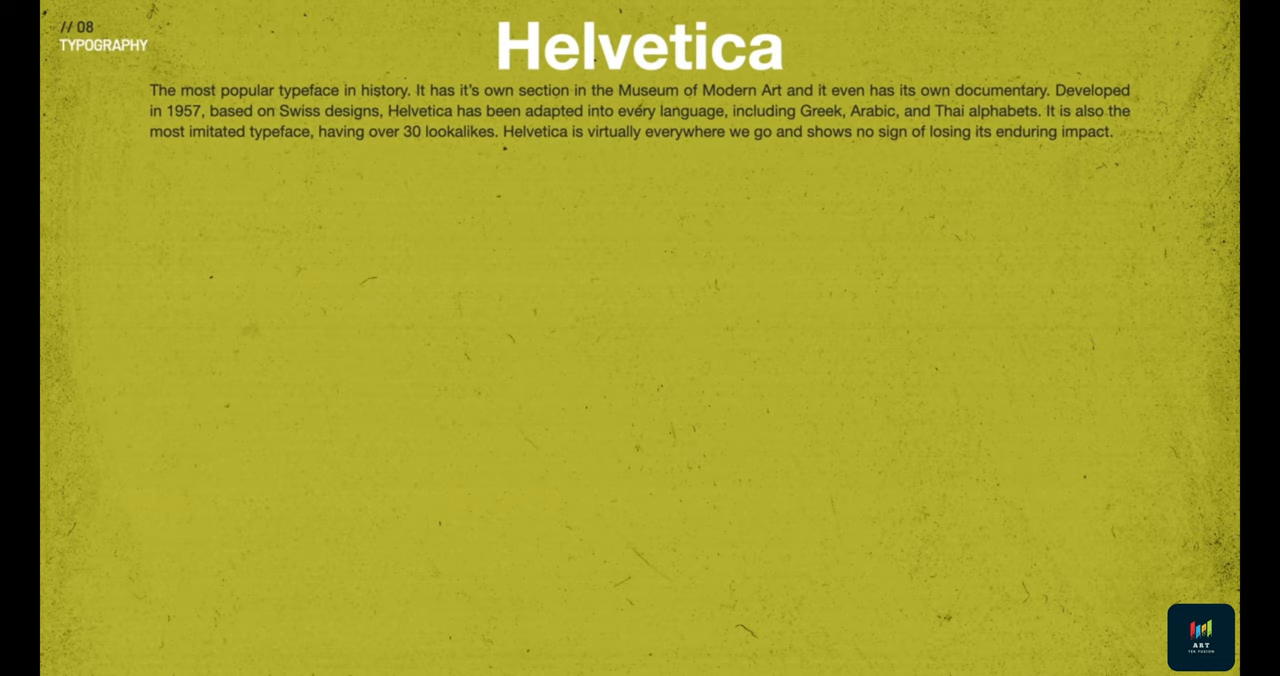 // 08
TYPOGRAPHY
Helvetica
The most popular typeface in history. It has it's own section in the Museum of Modern Art and it even has its own documentary. Developed
in 1957, based on Swiss designs, Helvetica has been adapted into every language, including Greek, Arabic, and Thai alphabets. It is also the
most imitated typeface, having over 30 lookalikes. Helvetica is virtually everywhere we go and shows no sign of losing its enduring impact.
ART
TEK FUSION